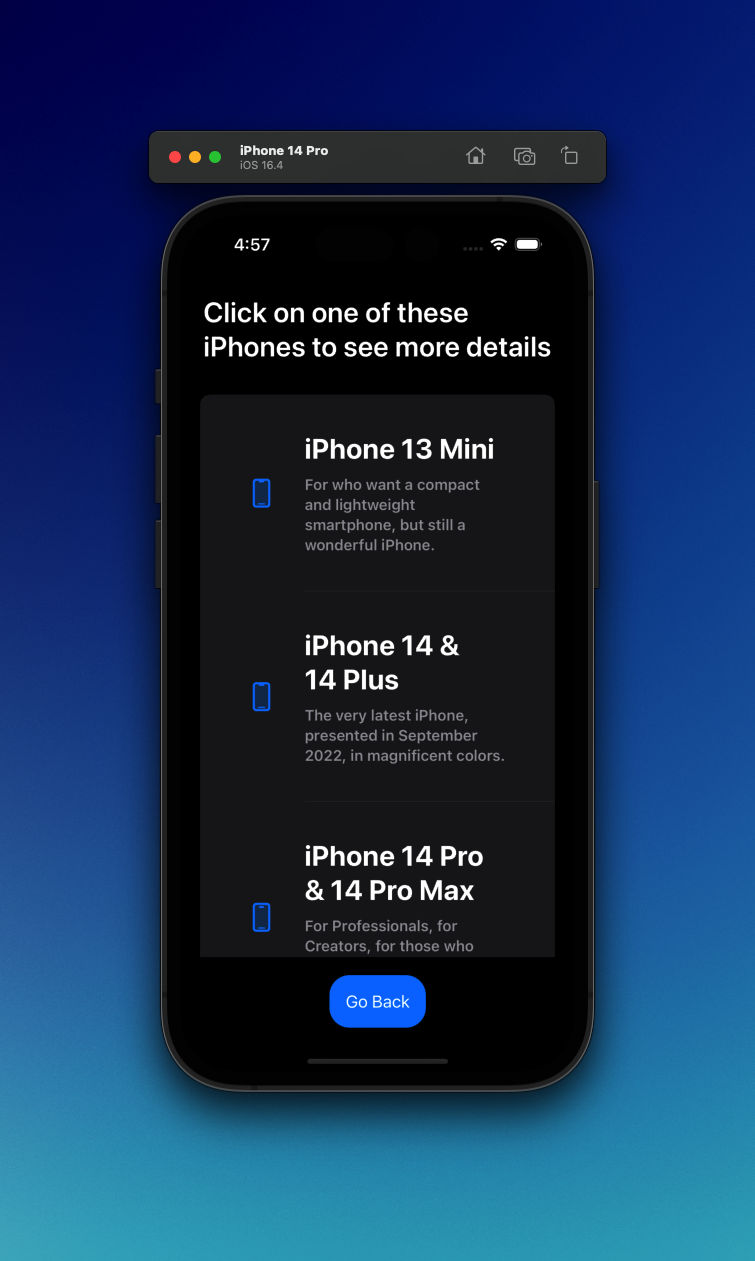 iPhone 14 Pro
iOS 16.4
4:57
Click on one of these
iPhones to see more details
iPhone 13 Mini
For who want a compact
and lightweight
smartphone, but still a
wonderful iPhone.
iPhone 14 &
14 Plus
The very latest iPhone,
presented in September
2022, in magnificent colors.
iPhone 14 Pro
& 14 Pro Max
For Professionals, for
Creators, for those who
Go Back